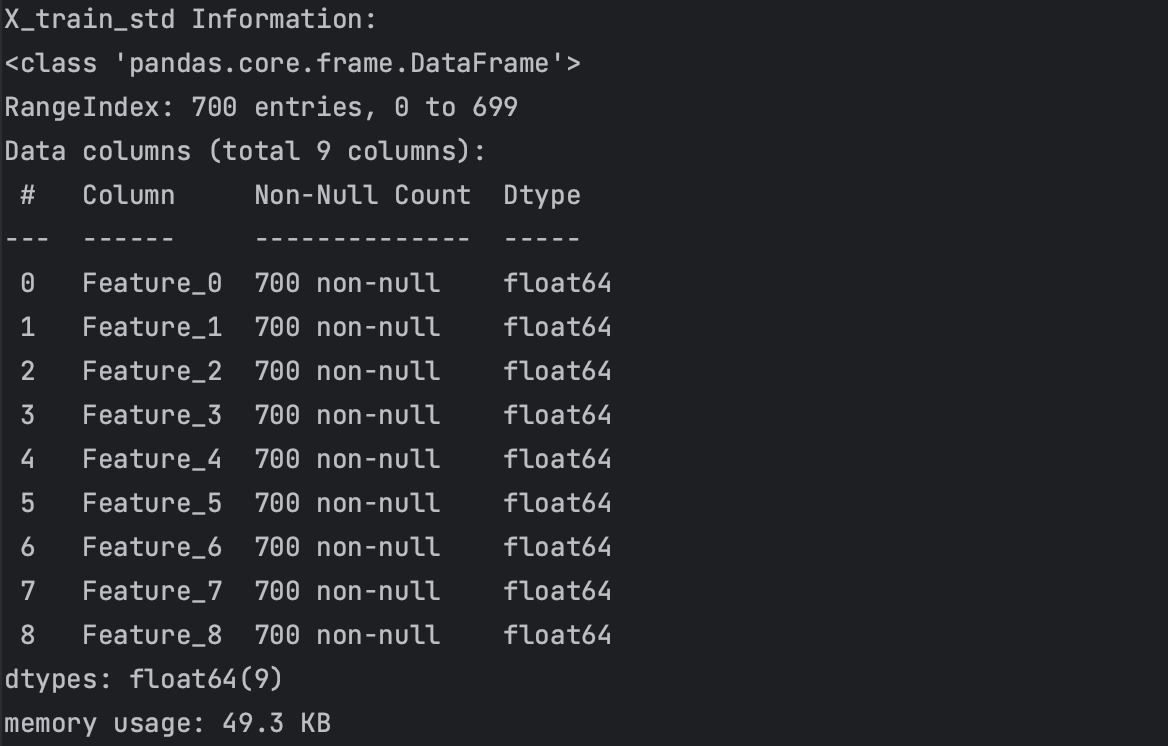 X_train_std Information:
<class 'pandas.core.frame.DataFrame'>
RangeIndex: 700 entries, 0 to 699
Data columns (total 9 columns):
 #   Column     Non-Null Count  Dtype
---  ------     --------------  -----
 0   Feature_0  700 non-null    float64
 1   Feature_1  700 non-null    float64
 2   Feature_2  700 non-null    float64
 3   Feature_3  700 non-null    float64
 4   Feature_4  700 non-null    float64
 5   Feature_5  700 non-null    float64
 6   Feature_6  700 non-null    float64
 7   Feature_7  700 non-null    float64
 8   Feature_8  700 non-null    float64
dtypes: float64(9)
memory usage: 49.3 KB